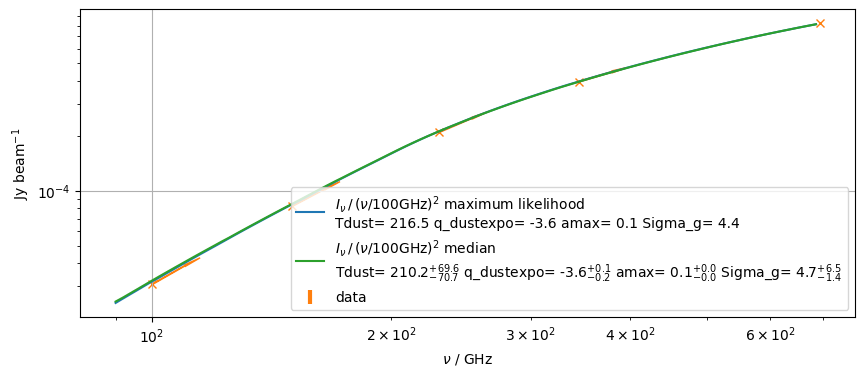 Jy beam⁻¹
10⁻⁴
I_ν / (ν/100GHz)² maximum likelihood
Tdust= 216.5 q_dustexpo= -3.6 amax= 0.1 Sigma_g= 4.4
I_ν / (ν/100GHz)² median
Tdust= 210.2^{+69.6}_{-70.7} q_dustexpo= -3.6^{+0.1}_{-0.2} amax= 0.1^{+0.0}_{-0.0} Sigma_g= 4.7^{+6.5}_{-1.4}
data
10² 2 × 10² 3 × 10² 4 × 10² 6 × 10²
ν / GHz